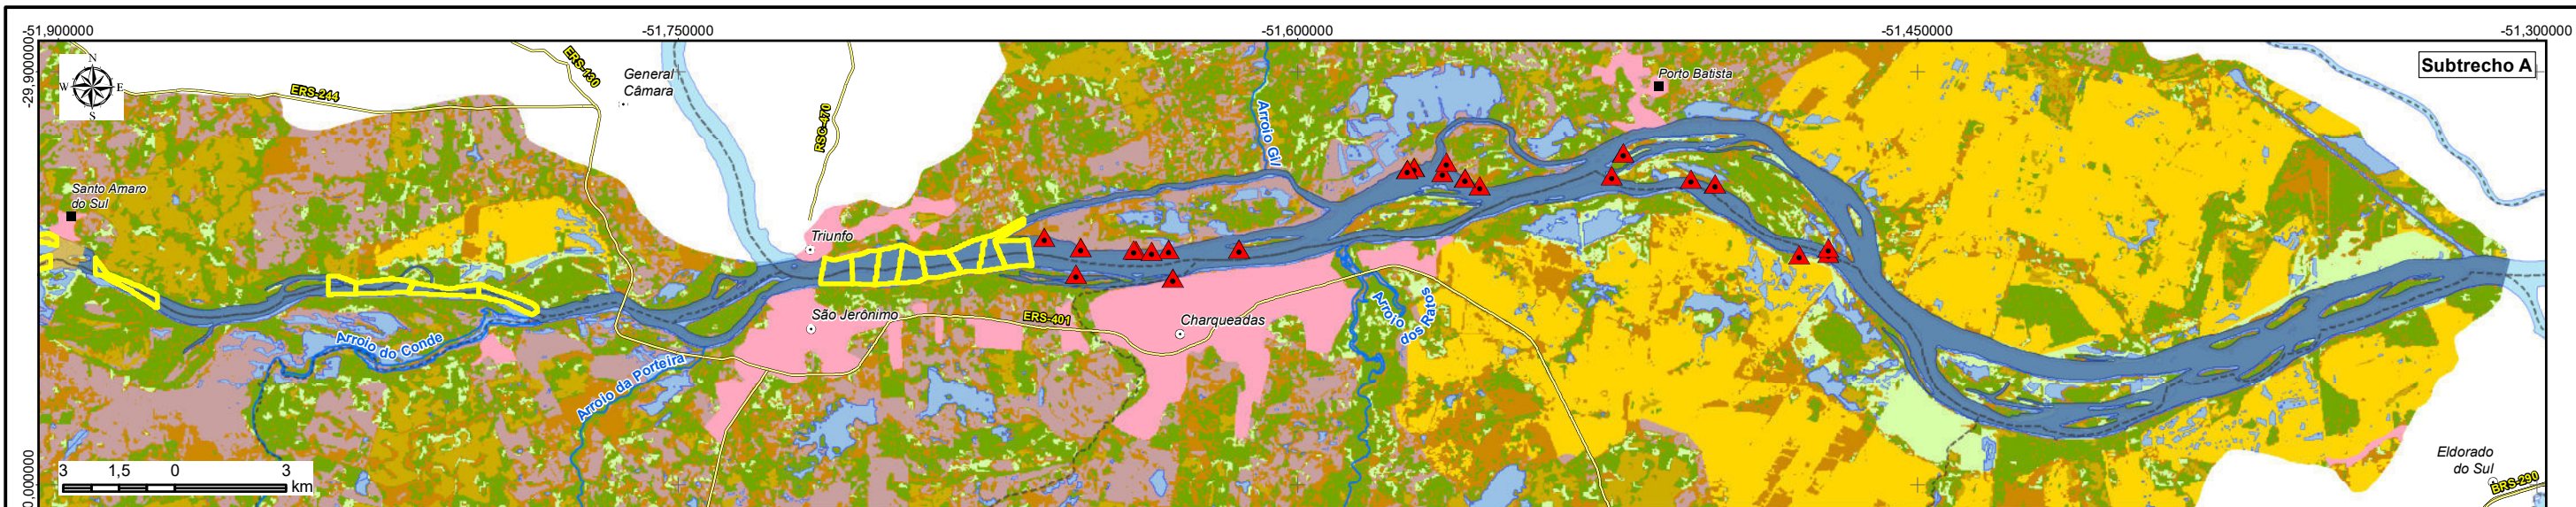 -51,900000
-51,750000
-51,600000
-51,450000
-51,300000
-29,900000
Subtrecho A
N
W
E
S
ERS-244
ERS-130
General
Câmara
RSC-470
Arroio Gil
Porto Batista
Santo Amaro
do Sul
Triunfo
São Jerônimo
ERS-401
Charqueadas
Arroio do Conde
Arroio da Porteira
Arroio
dos Ratos
Eldorado
do Sul
BRS-290
3
1,5
0
3
km